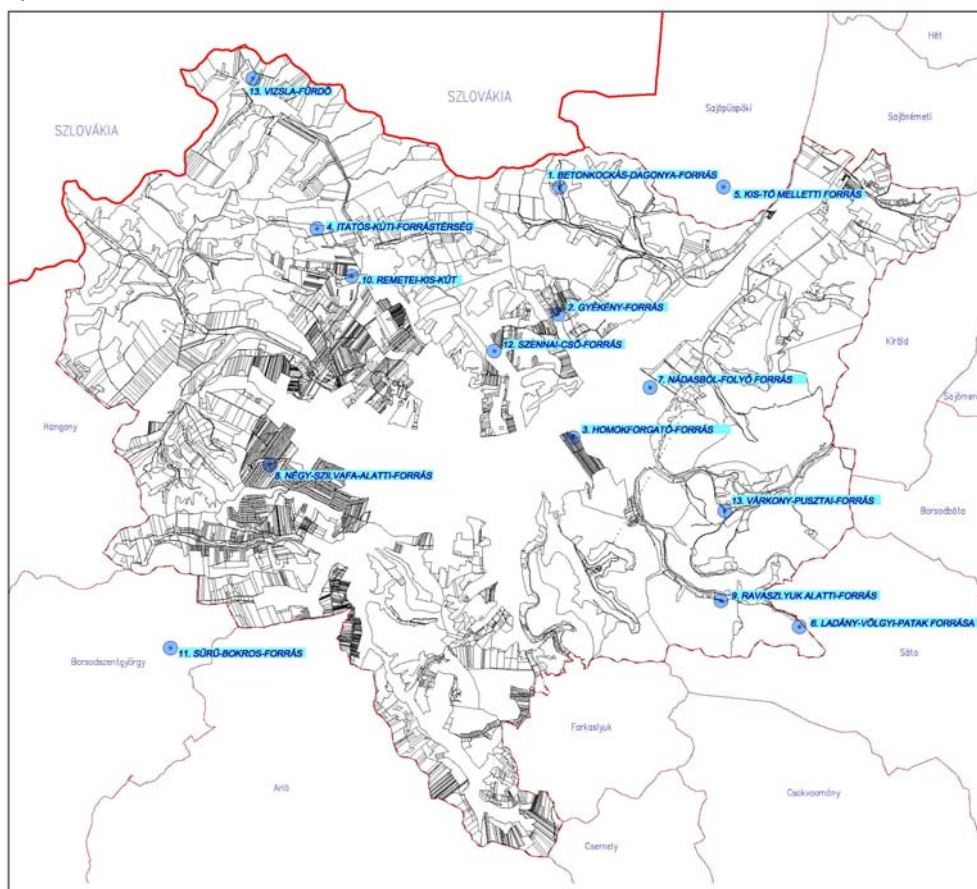 Hét
SZLOVÁKIA
Sajópüspöki
Sajónémeti
13. VIZSLA-FÜRDŐ
SZLOVÁKIA
1. BETONKOCKÁS-DAGONYA-FORRÁS
5. KIS-TÓ MELLETTI FORRÁS
4. ITATÓS-KÚTI-FORRÁSTÉRSÉG
10. REMETEI-KIS-KÚT
2. GYÉKÉNY-FORRÁS
12. SZENNAI-CSŐ-FORRÁS
Királd
7. NÁDASBÓL-FOLYÓ FORRÁS
Hangony
3. HOMOKFORGATÓ-FORRÁS
8. NÉGY-SZILVAFA-ALATTI-FORRÁS
13. VÁRKONY-PUSZTAI-FORRÁS
Borsodbóta
9. RAVASZLYUK ALATTI-FORRÁS
6. LADÁNY-VÖLGYI-PATAK FORRÁSA
Borsodszentgyörgy
11. SŰRŰ-BOKROS-FORRÁS
Sáta
Farkaslyuk
Arló
Csernely